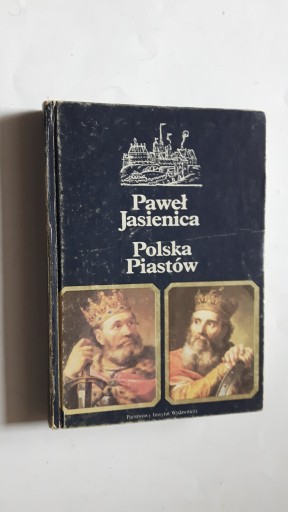 Paweł
Jasienica
Polska
Piastów
Państwowy Instytut Wydawniczy